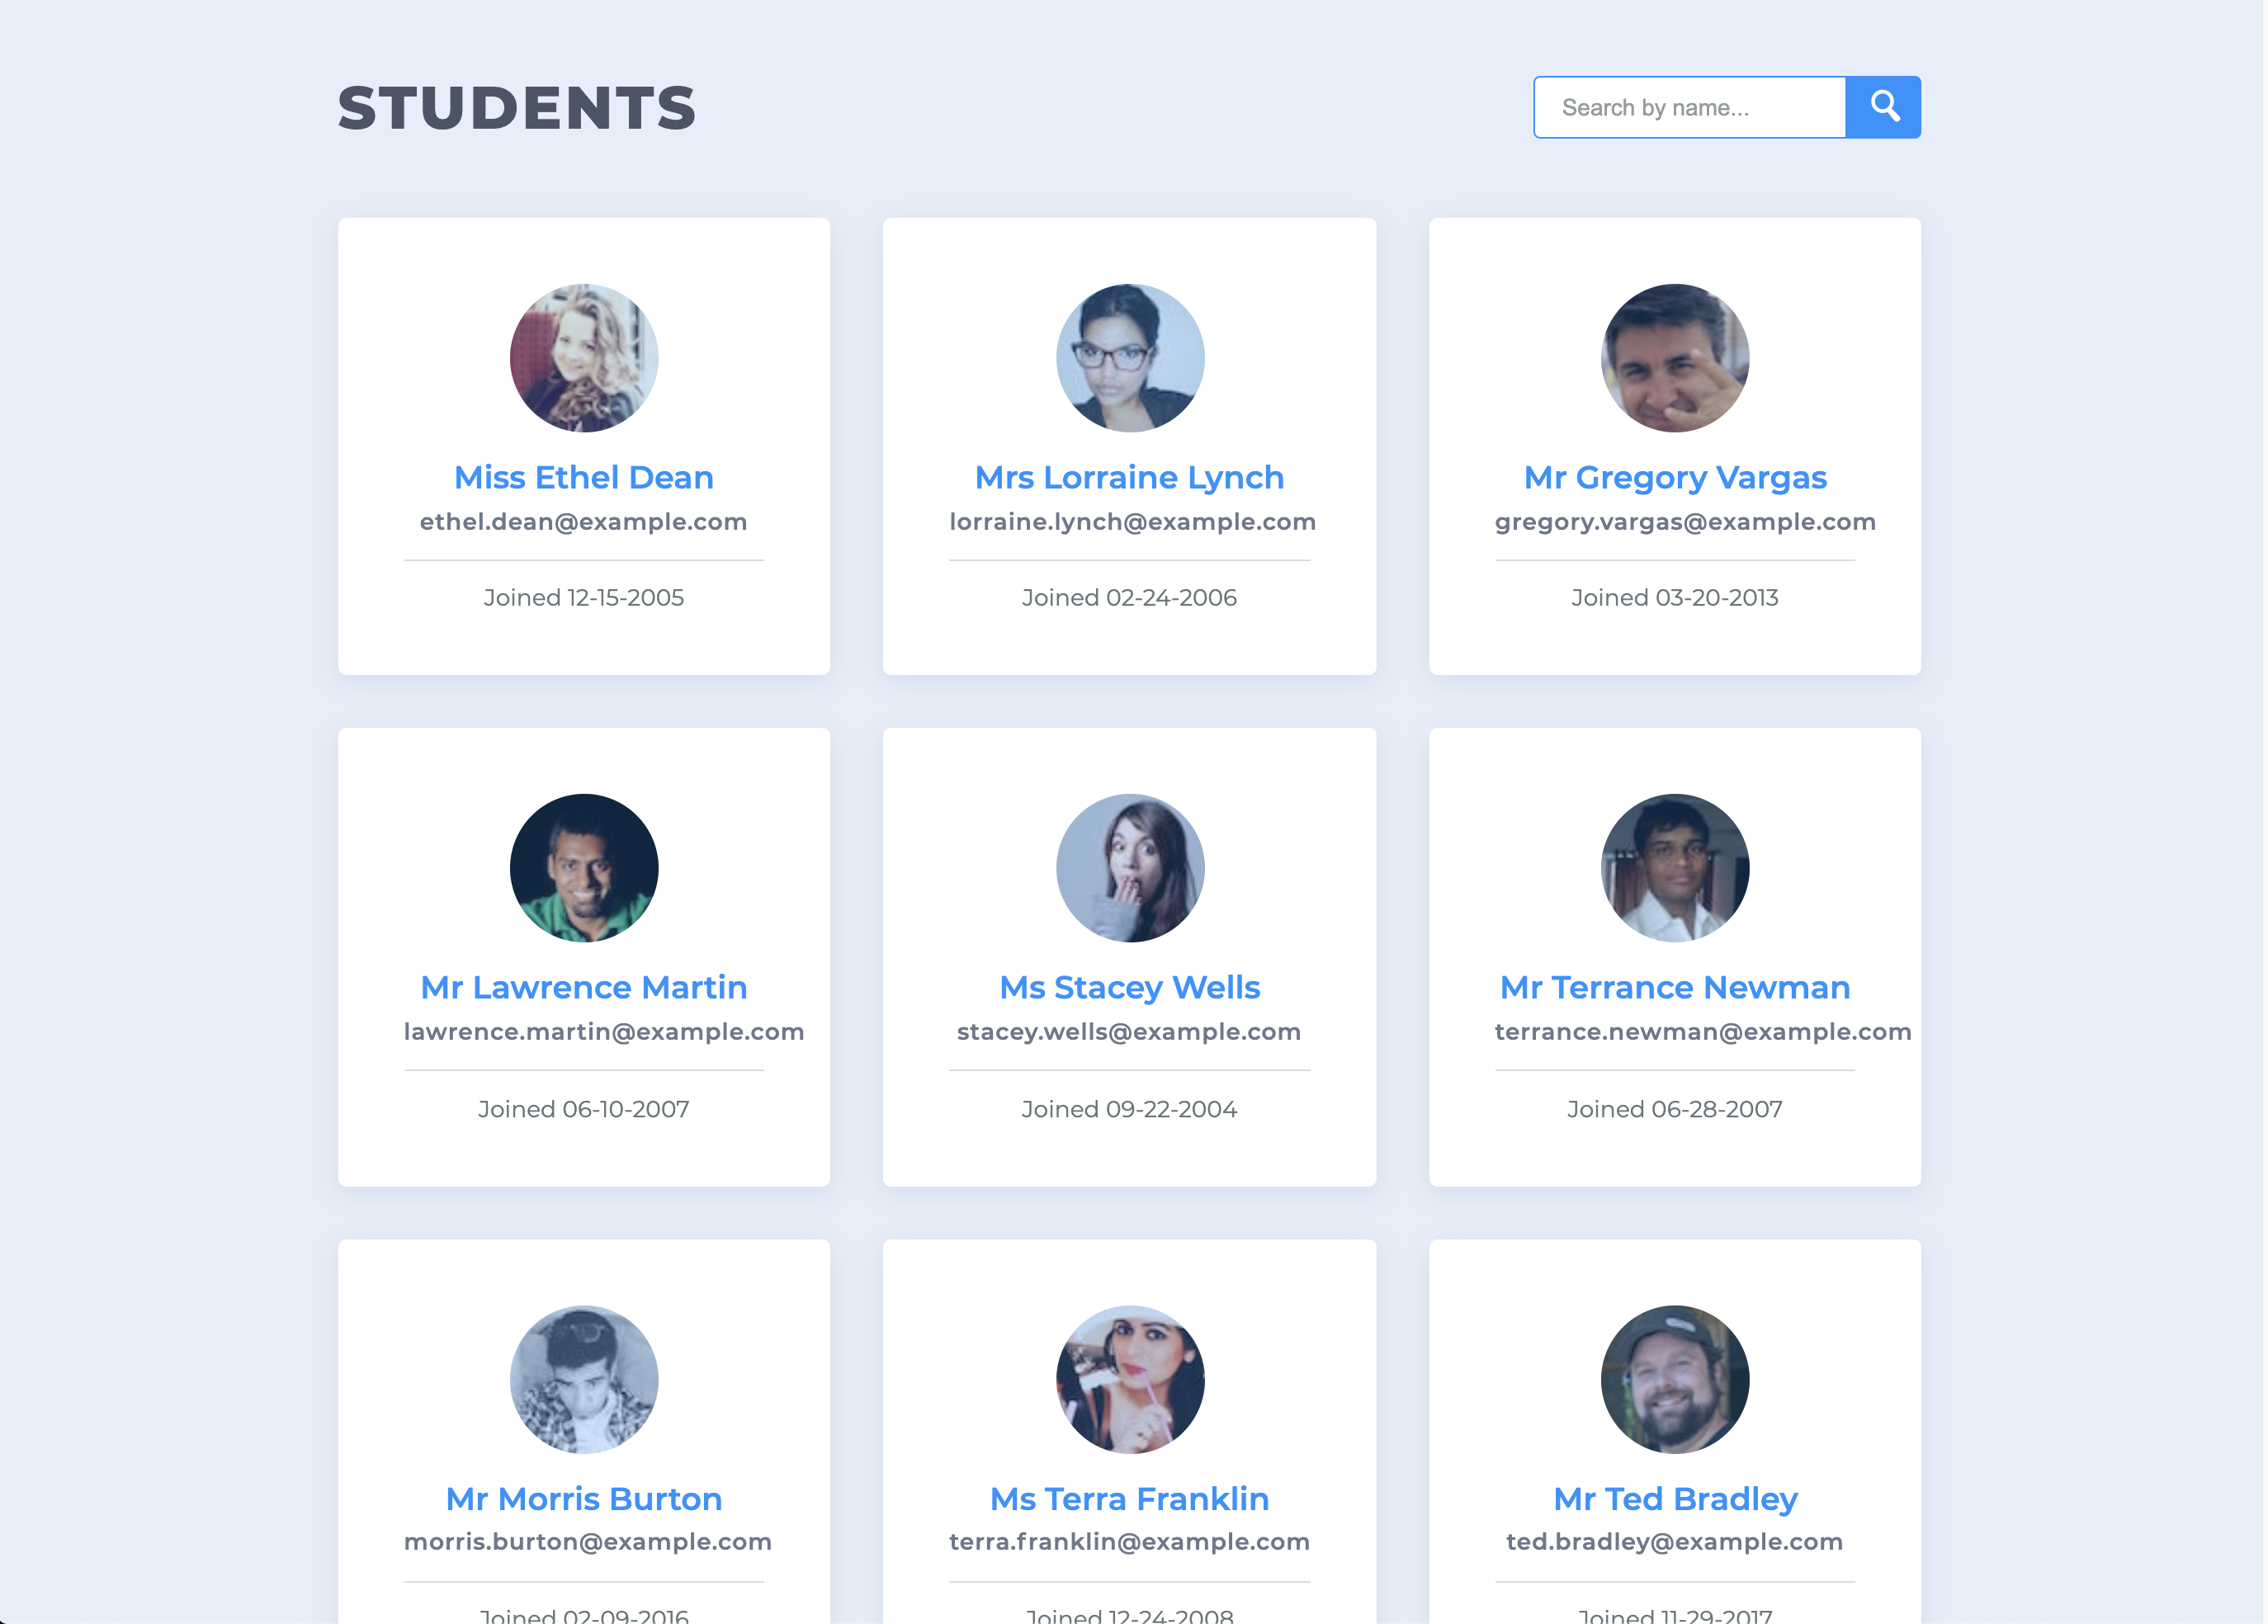 STUDENTS
Search by name...
Miss Ethel Dean
ethel.dean@example.com
Joined 12-15-2005
Mrs Lorraine Lynch
lorraine.lynch@example.com
Joined 02-24-2006
Mr Gregory Vargas
gregory.vargas@example.com
Joined 03-20-2013
Mr Lawrence Martin
lawrence.martin@example.com
Joined 06-10-2007
Ms Stacey Wells
stacey.wells@example.com
Joined 09-22-2004
Mr Terrance Newman
terrance.newman@example.com
Joined 06-28-2007
Mr Morris Burton
morris.burton@example.com
Joined 02-09-2016
Ms Terra Franklin
terra.franklin@example.com
Joined 12-24-2008
Mr Ted Bradley
ted.bradley@example.com
Joined 11-29-2017